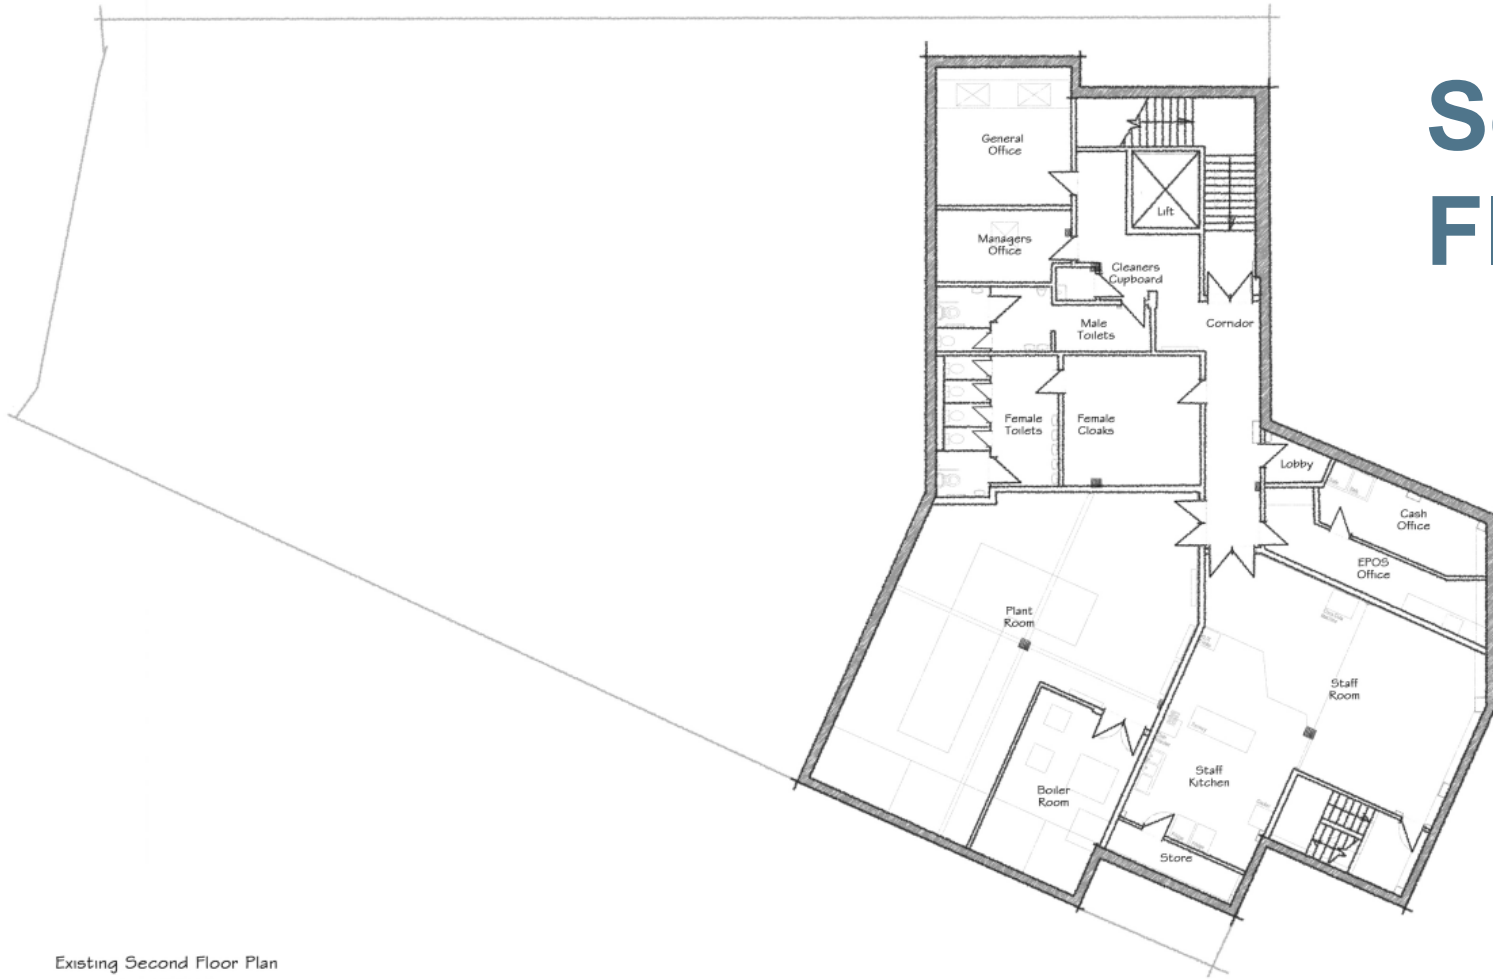 S
Fl
General
Office
Lift
Managers
Office
Cleaners
Cupboard
Male
Toilets
Corridor
Female
Toilets
Female
Cloaks
Lobby
Cash
Office
EPOS
Office
Plant
Room
Staff
Room
Staff
Kitchen
Boiler
Room
Store
Existing Second Floor Plan